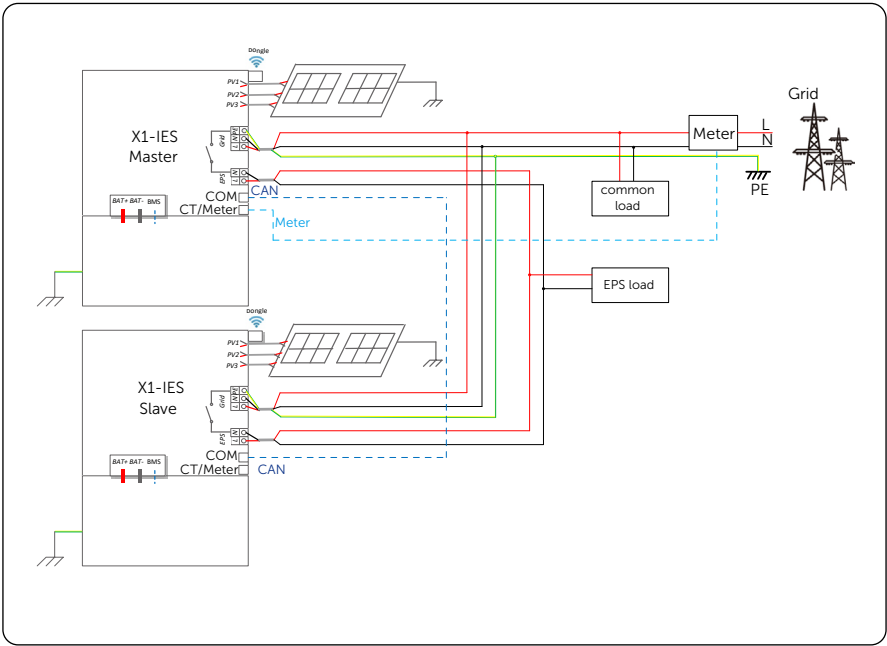 Dongle
PV1
PV2
PV3
Grid
X1-IES
Master
Grid
PE
N
L
EPS
N
L
Meter
L
N
PE
common
load
BAT+ BAT- BMS
COM
CAN
CT/Meter
Meter
EPS load
Dongle
PV1
PV2
PV3
X1-IES
Slave
Grid
PE
N
L
EPS
N
L
BAT+ BAT- BMS
COM
CT/Meter
CAN